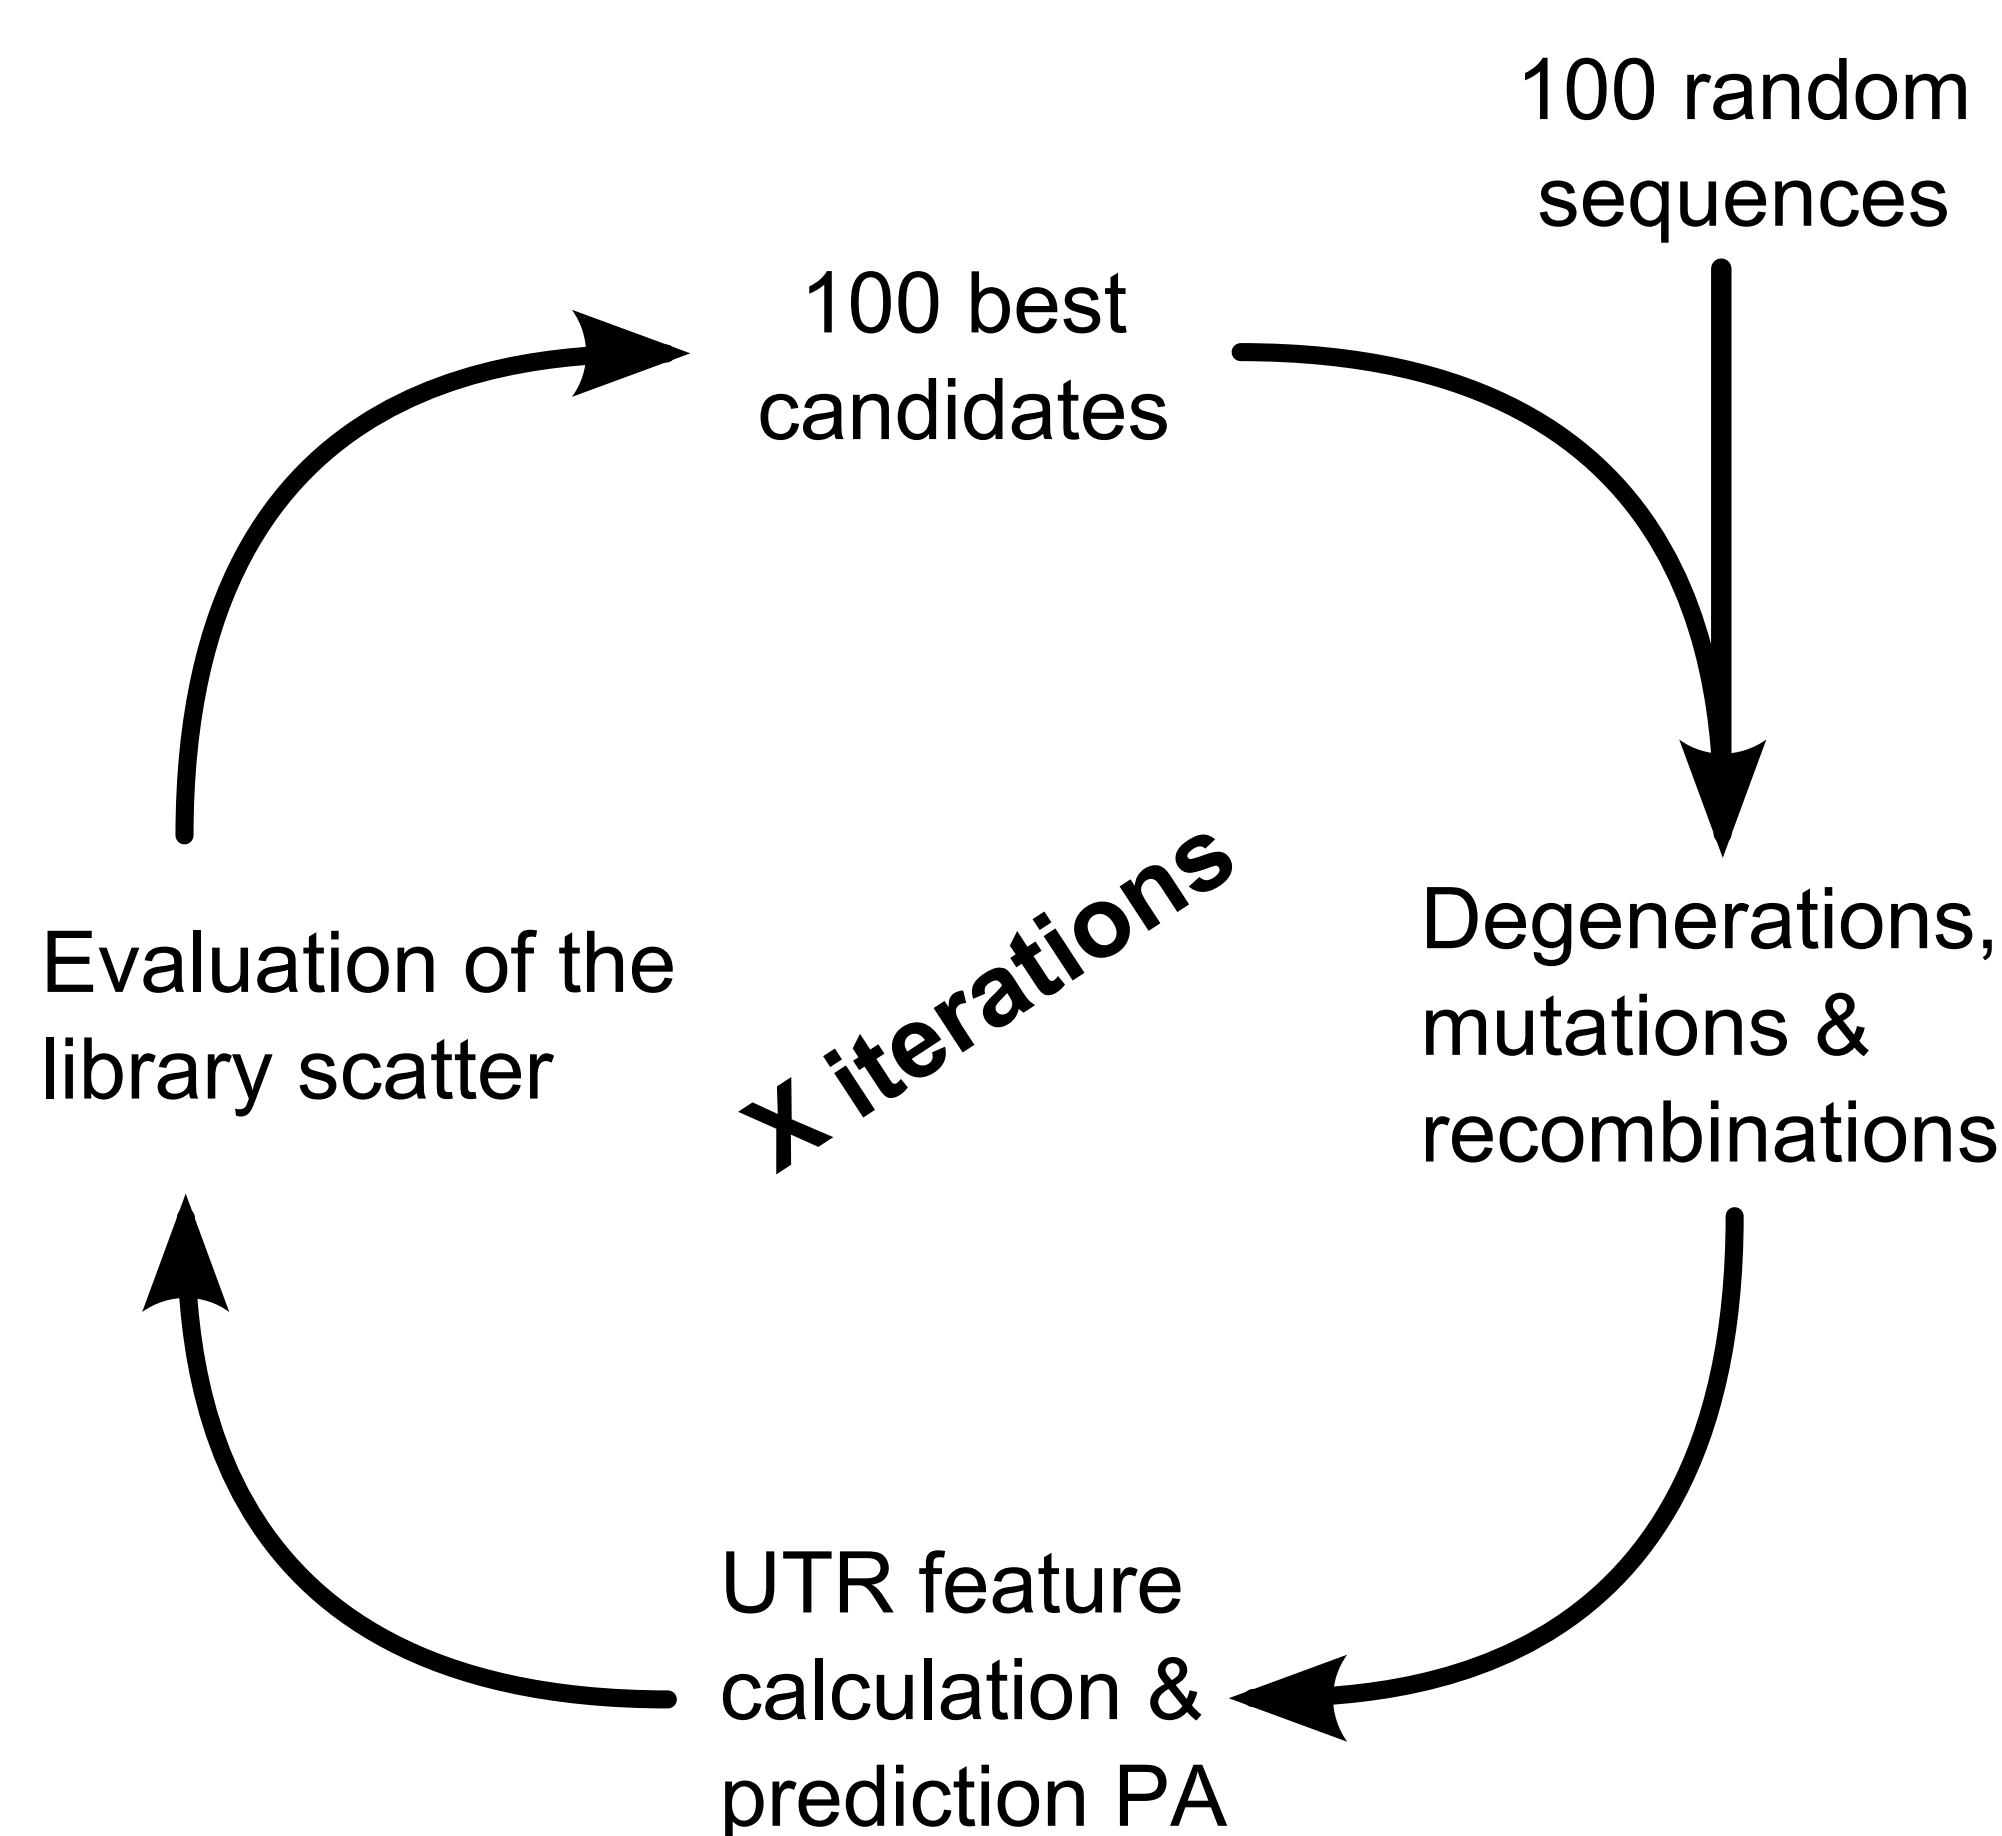 100 random
sequences
100 best
candidates
Degenerations,
mutations &
recombinations
X iterations
Evaluation of the
library scatter
UTR feature
calculation &
prediction PA